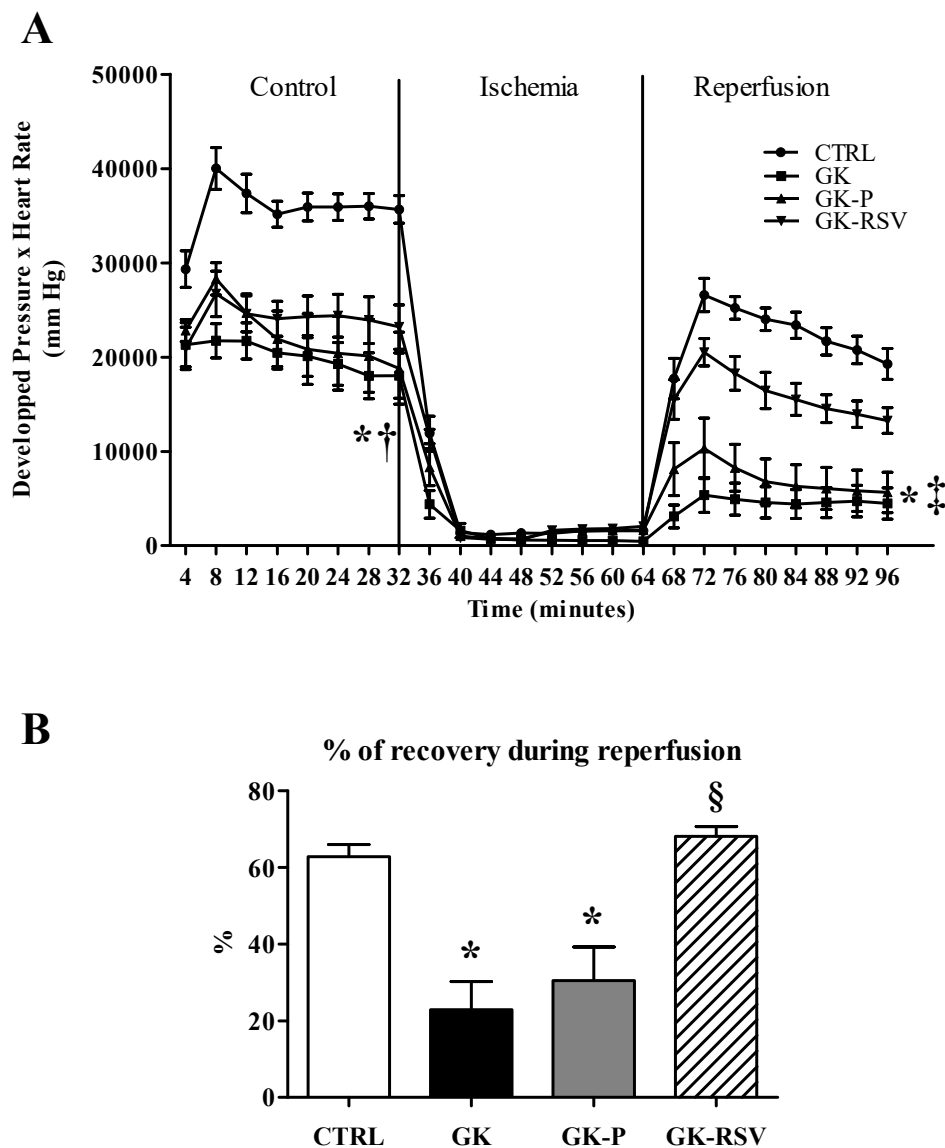 A
50000
40000
30000
20000
10000
0
Developped Pressure x Heart Rate
(mm Hg)
Control
Ischemia
Reperfusion
CTRL
GK
GK-P
GK-RSV
*†
*‡
4 8 12 16 20 24 28 32 36 40 44 48 52 56 60 64 68 72 76 80 84 88 92 96
Time (minutes)
B
% of recovery during reperfusion
80
60
40
20
0
%
*
*
§
CTRL GK GK-P GK-RSV